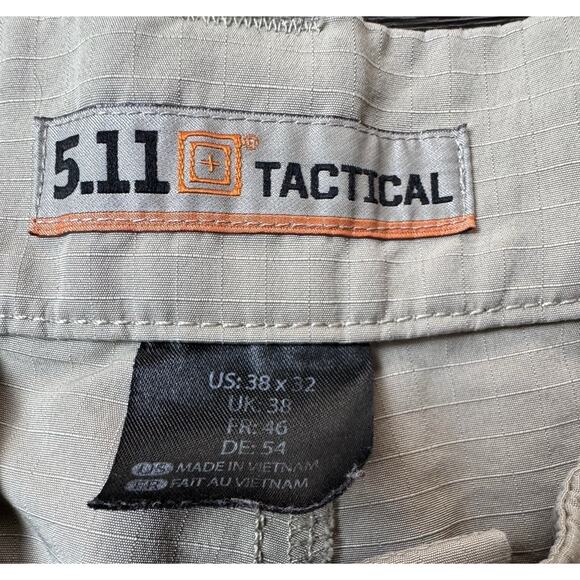 5.11 ® TACTICAL
US: 38 x 32
UK: 38
FR: 46
DE: 54
US MADE IN VIETNAM
FR FAIT AU VIETNAM